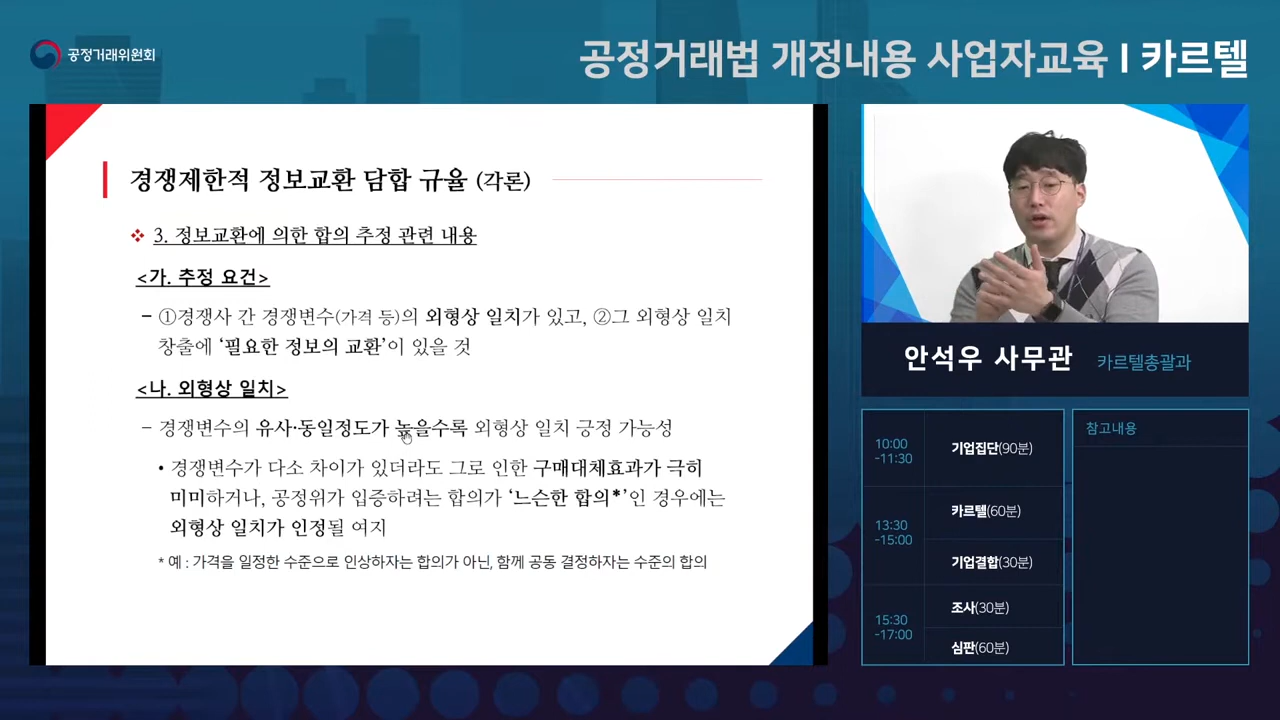 공정거래위원회
공정거래법 개정내용 사업자교육 I 카르텔
경쟁제한적 정보교환 담합 규율 (각론)
❖ 3. 정보교환에 의한 합의 추정 관련 내용
<가. 추정 요건>
- ①경쟁사 간 경쟁변수(가격 등)의 외형상 일치가 있고, ②그 외형상 일치
창출에 ‘필요한 정보의 교환’이 있을 것
<나. 외형상 일치>
- 경쟁변수의 유사·동일정도가 높을수록 외형상 일치 긍정 가능성
• 경쟁변수가 다소 차이가 있더라도 그로 인한 구매대체효과가 극히
미미하거나, 공정위가 입증하려는 합의가 ‘느슨한 합의*’인 경우에는
외형상 일치가 인정될 여지
* 예 : 가격을 일정한 수준으로 인상하자는 합의가 아닌, 함께 공동 결정하자는 수준의 합의
안석우 사무관 카르텔총괄과
10:00
-11:30
기업집단(90분)
13:30
-15:00
카르텔(60분)
기업결합(30분)
15:30
-17:00
조사(30분)
심판(60분)
참고내용